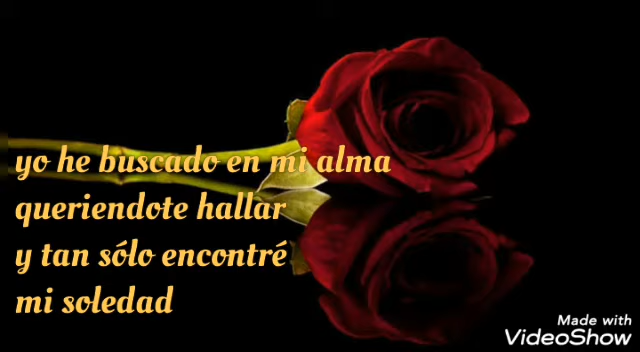 yo he buscado en mi alma
queriendote hallar
y tan sólo encontré
mi soledad
Made with
VideoShow